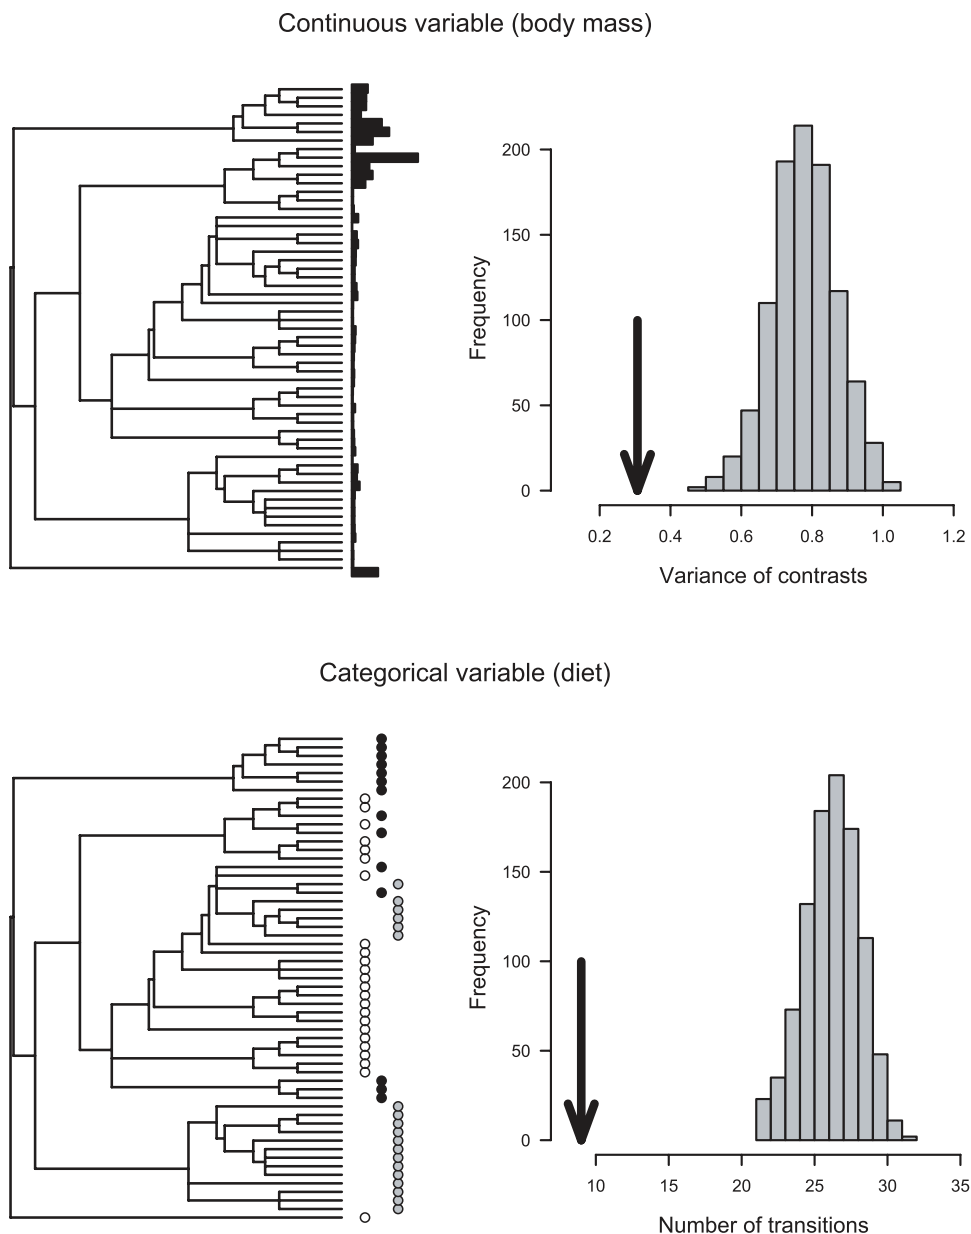 Continuous variable (body mass)
200
150
100
50
0
Frequency
0.2 0.4 0.6 0.8 1.0 1.2
Variance of contrasts
Categorical variable (diet)
200
150
100
50
0
Frequency
10 15 20 25 30 35
Number of transitions